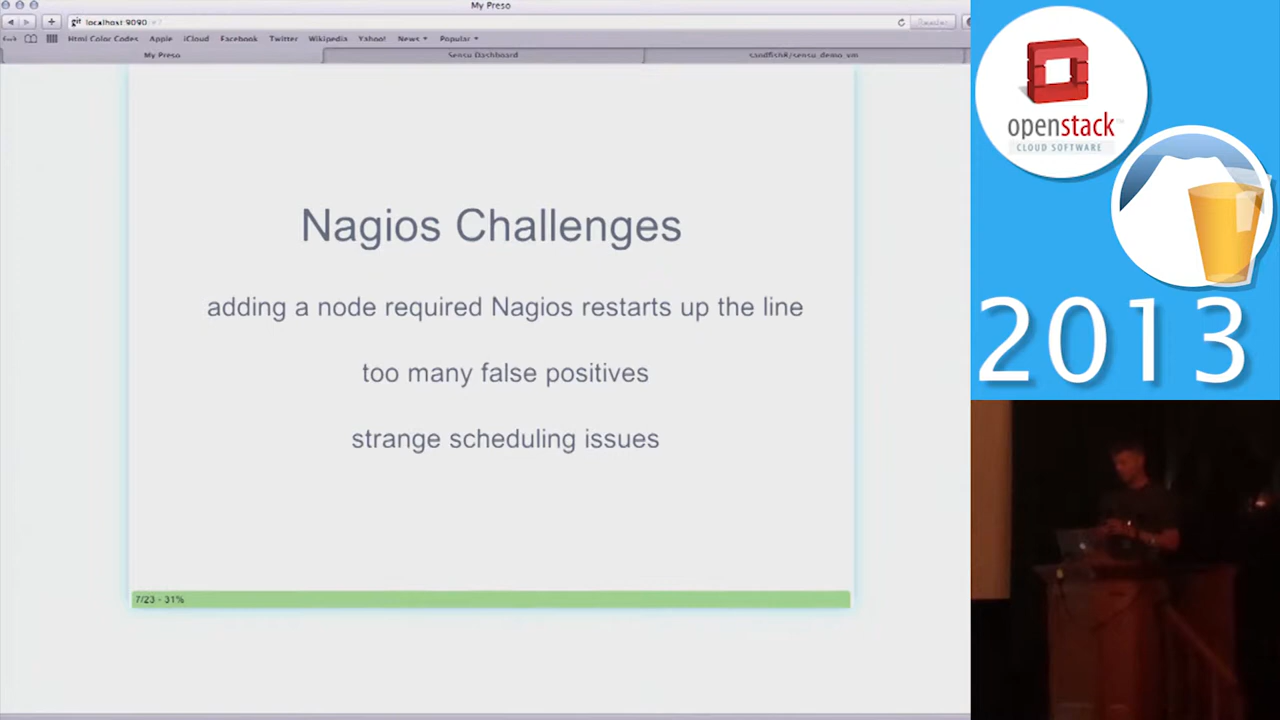 My Preso
localhost:9090/#7
Reader
Html Color Codes Apple iCloud Facebook Twitter Wikipedia Yahoo! News Popular
My Preso Sensu Dashboard
Nagios Challenges
adding a node required Nagios restarts up the line
too many false positives
strange scheduling issues
7/23 - 31%
openstack
CLOUD SOFTWARE
2013